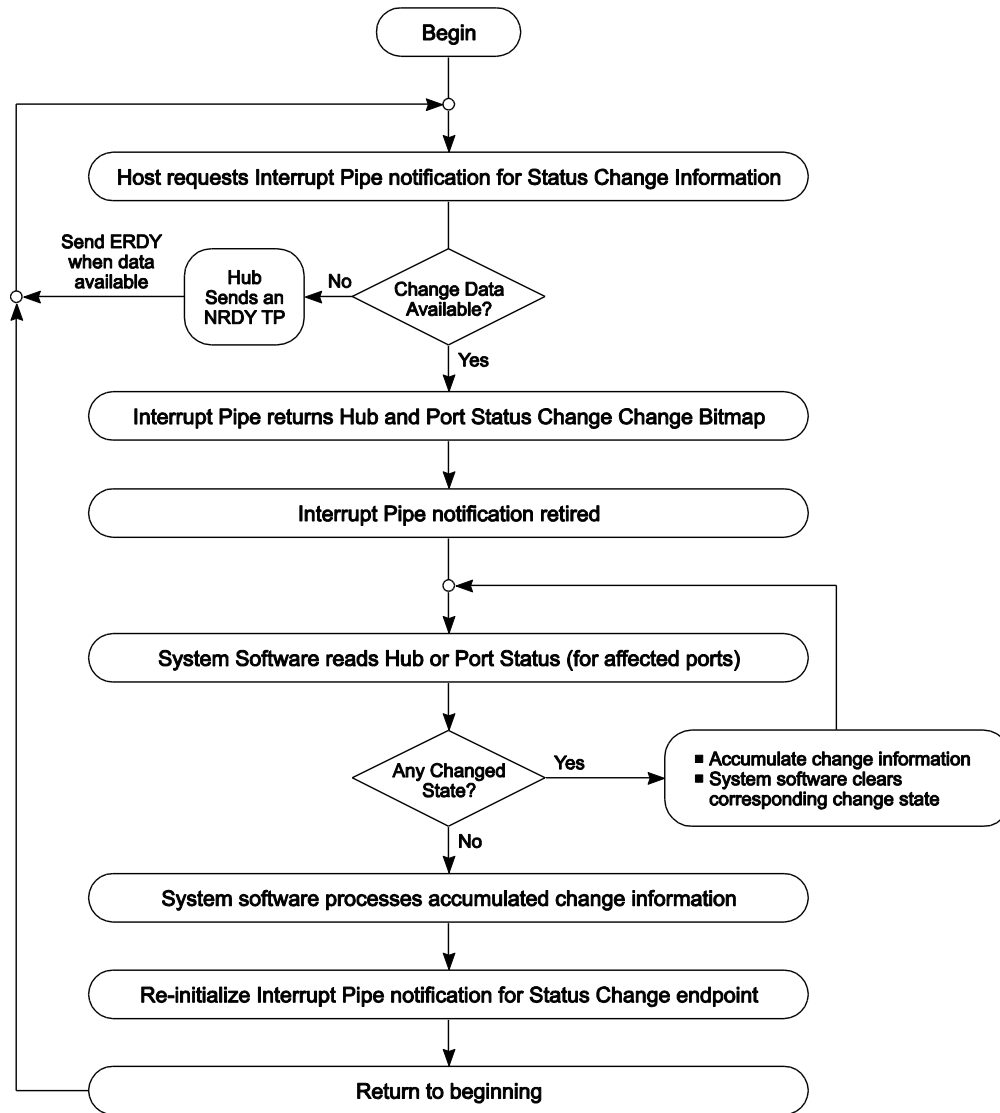 Begin
Host requests Interrupt Pipe notification for Status Change Information
Send ERDY
when data
available
Hub
Sends an
NRDY TP
No
Change Data
Available?
Yes
Interrupt Pipe returns Hub and Port Status Change Change Bitmap
Interrupt Pipe notification retired
System Software reads Hub or Port Status (for affected ports)
Any Changed
State?
Yes
■ Accumulate change information
■ System software clears
corresponding change state
No
System software processes accumulated change information
Re-initialize Interrupt Pipe notification for Status Change endpoint
Return to beginning